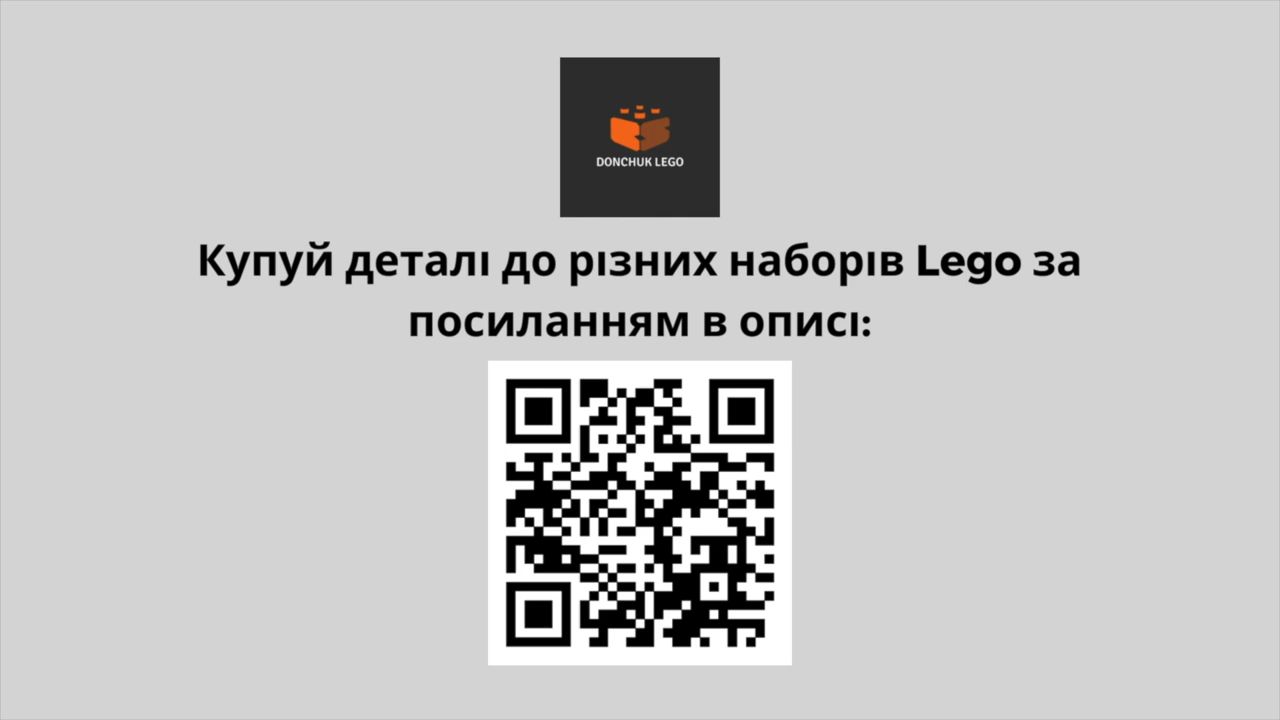 DONCHUK LEGO
Купуй деталі до різних наборів Lego за
посиланням в описі: